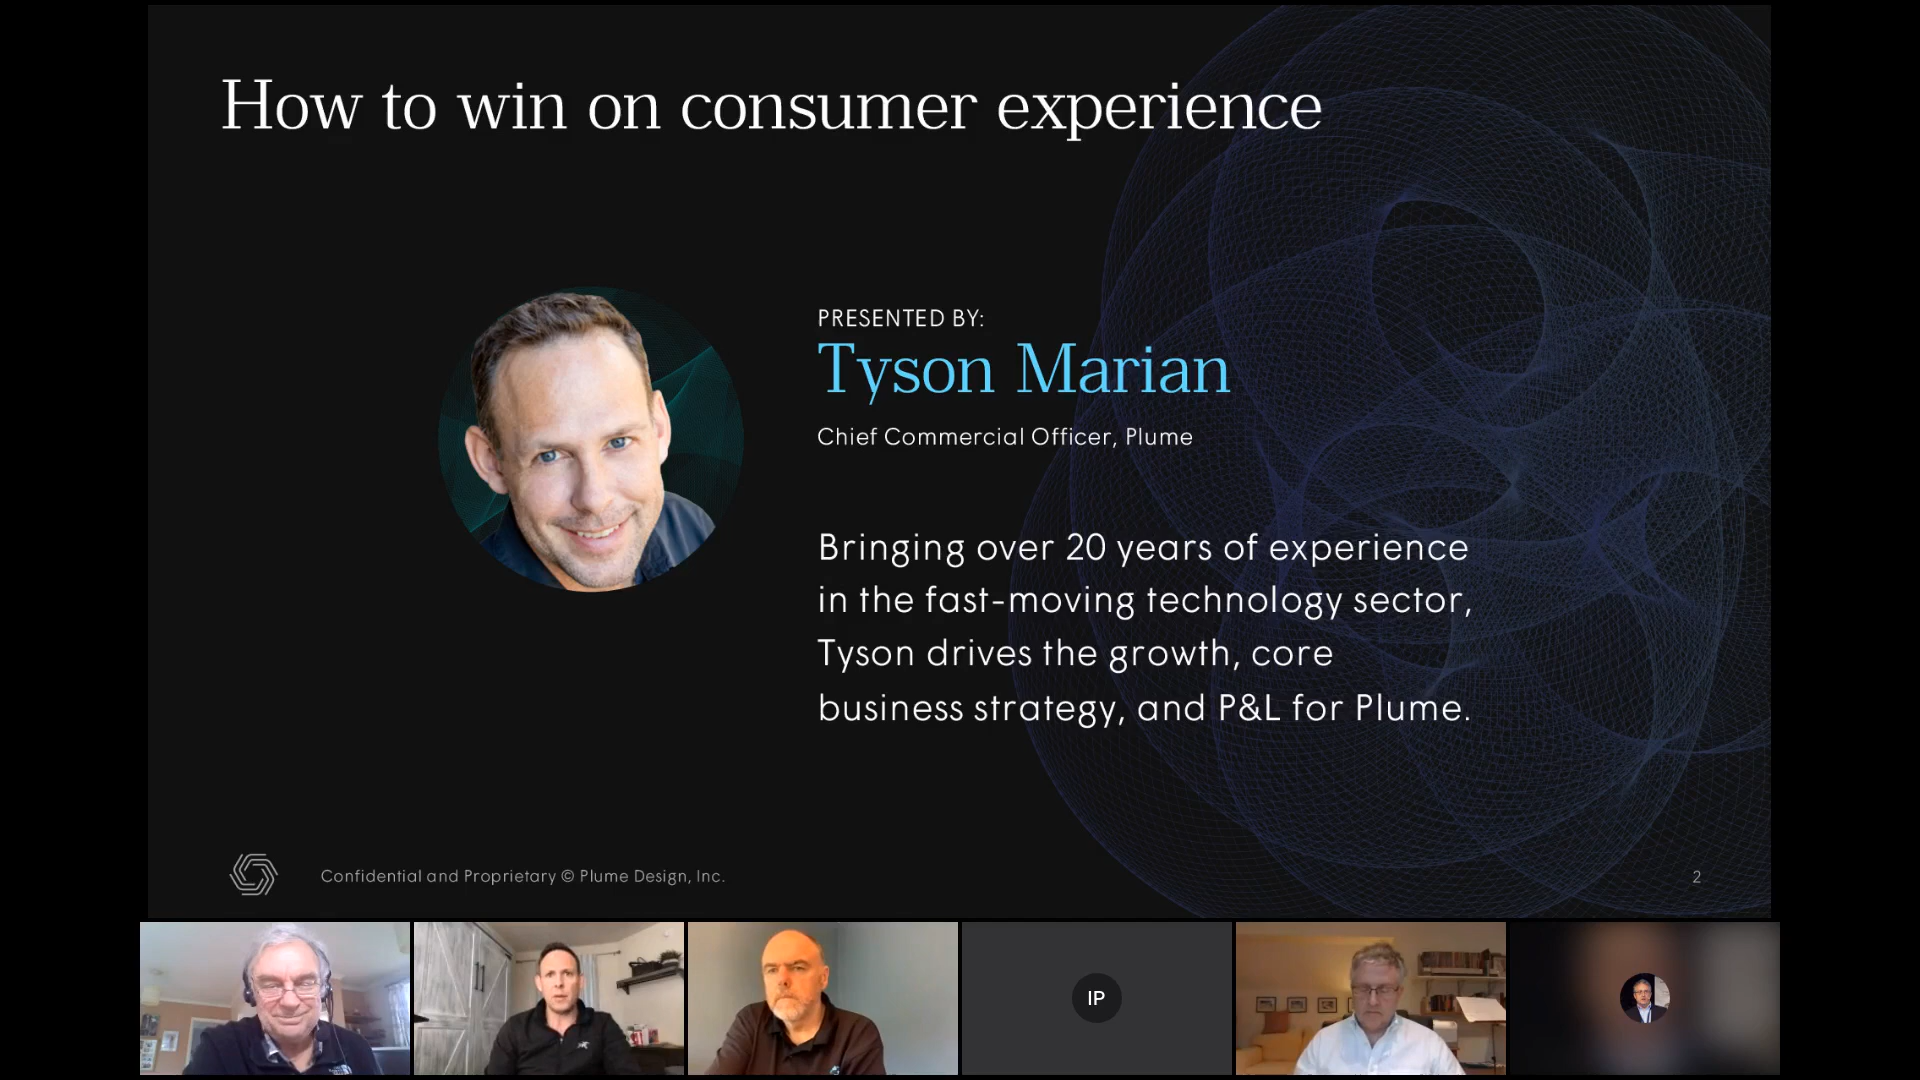 How to win on consumer experience
PRESENTED BY:
Tyson Marian
Chief Commercial Officer, Plume
Bringing over 20 years of experience
in the fast-moving technology sector,
Tyson drives the growth, core
business strategy, and P&L for Plume.
Confidential and Proprietary © Plume Design, Inc.
2
IP